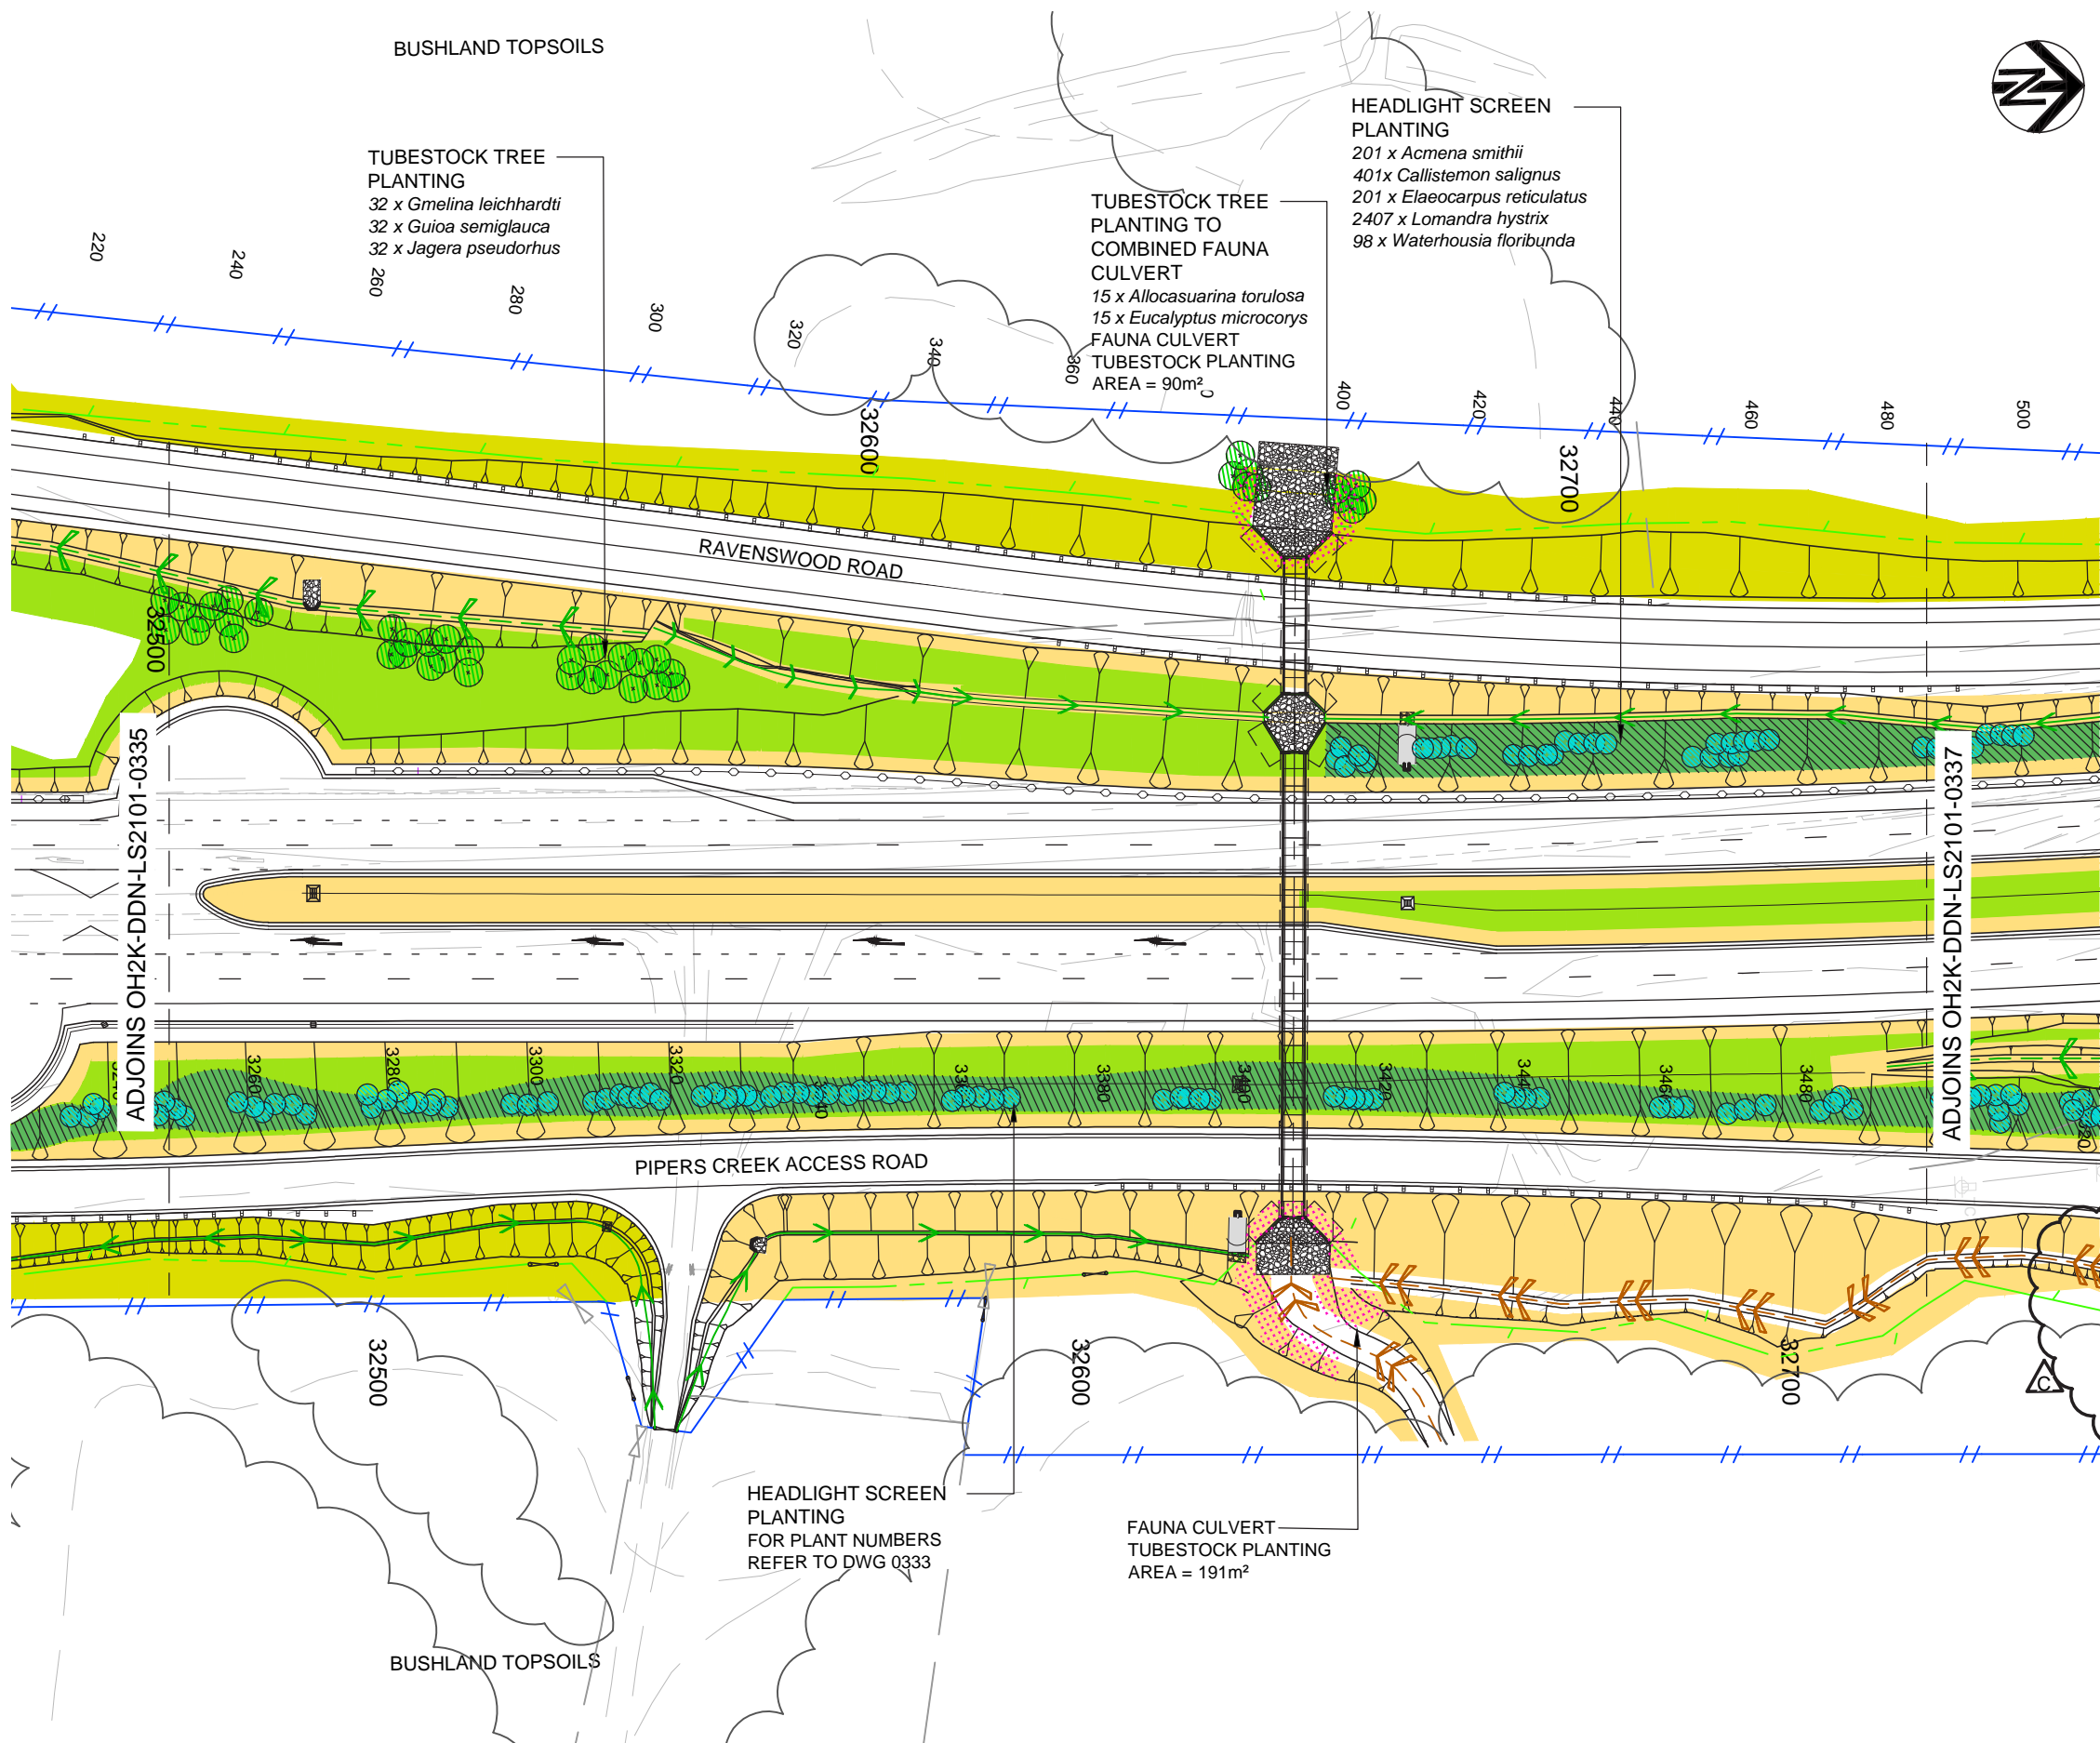 BUSHLAND TOPSOILS
N
HEADLIGHT SCREEN
PLANTING
201 x Acmena smithii
401x Callistemon salignus
201 x Elaeocarpus reticulatus
2407 x Lomandra hystrix
98 x Waterhousia floribunda
TUBESTOCK TREE
PLANTING
32 x Gmelina leichhardti
32 x Guioa semiglauca
32 x Jagera pseudorhus
TUBESTOCK TREE
PLANTING TO
COMBINED FAUNA
CULVERT
15 x Allocasuarina torulosa
15 x Eucalyptus microcorys
FAUNA CULVERT
TUBESTOCK PLANTING
AREA = 90m²
220
240
260
280
300
320
340
360
400
420
440
460
480
500
32600
32700
RAVENSWOOD ROAD
32500
ADJOINS OH2K-DDN-LS2101-0335
ADJOINS OH2K-DDN-LS2101-0337
3260
3280
3300
3320
3380
3400
3420
3440
3460
3480
PIPERS CREEK ACCESS ROAD
32500
32600
32700
C
HEADLIGHT SCREEN
PLANTING
FOR PLANT NUMBERS
REFER TO DWG 0333
FAUNA CULVERT
TUBESTOCK PLANTING
AREA = 191m²
BUSHLAND TOPSOILS